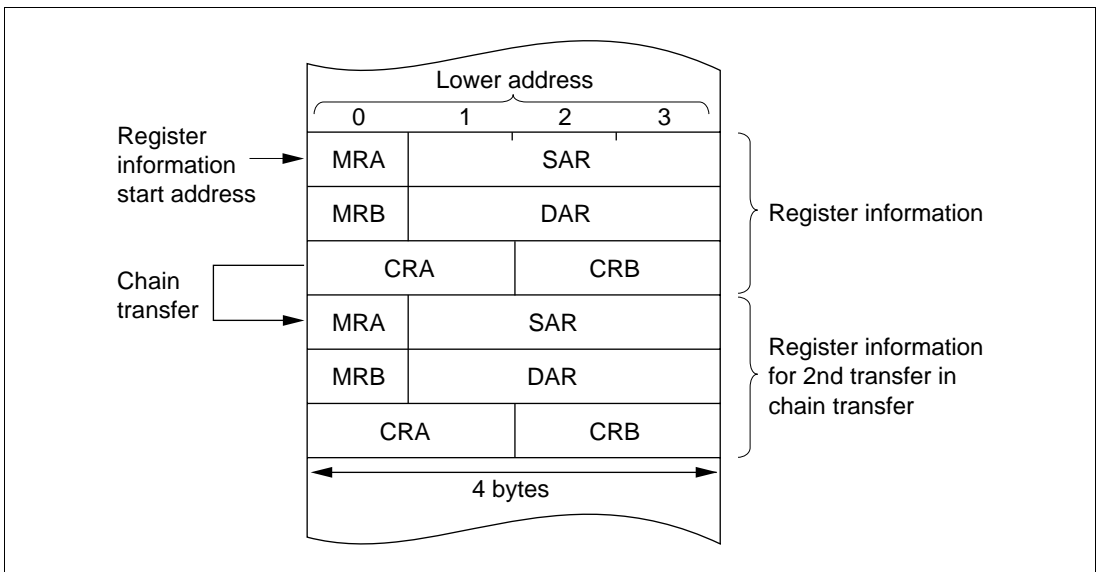 Lower address
0 1 2 3
Register
information
start address
MRA SAR
MRB DAR
Register information
CRA CRB
Chain
transfer
MRA SAR
MRB DAR
Register information
for 2nd transfer in
chain transfer
CRA CRB
4 bytes